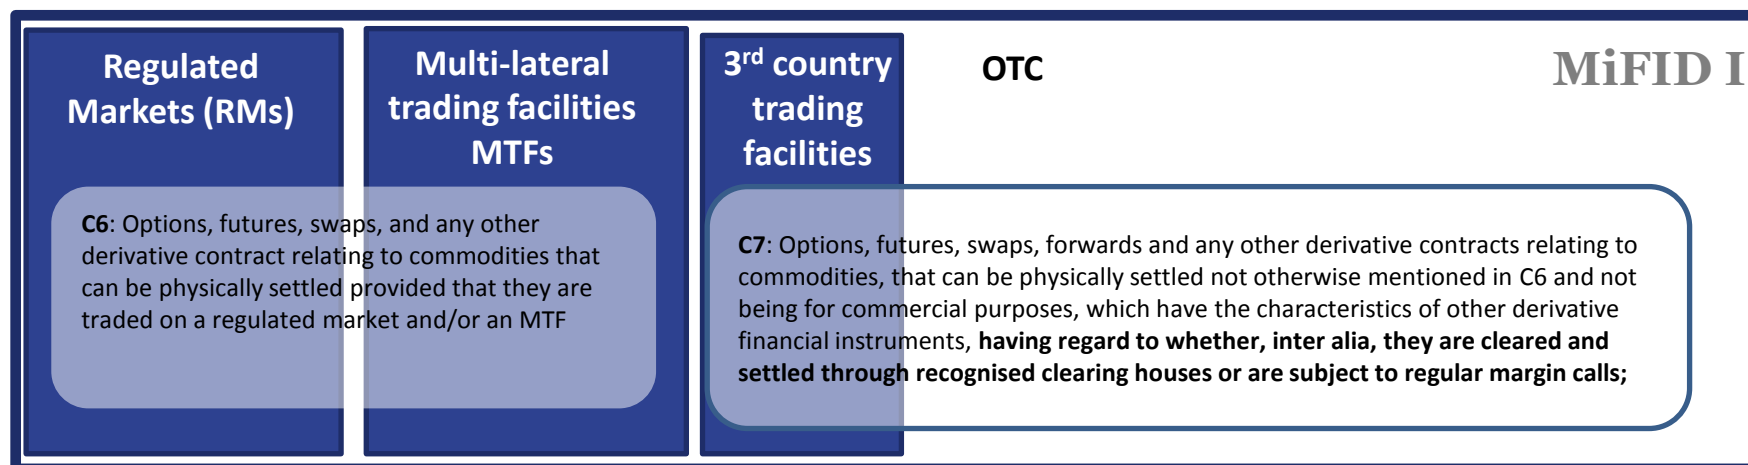 Regulated
Markets (RMs)
Multi-lateral
trading facilities
MTFs
3rd country
trading
facilities
OTC
MiFID I
C6: Options, futures, swaps, and any other
derivative contract relating to commodities that
can be physically settled provided that they are
traded on a regulated market and/or an MTF
C7: Options, futures, swaps, forwards and any other derivative contracts relating to
commodities, that can be physically settled not otherwise mentioned in C6 and not
being for commercial purposes, which have the characteristics of other derivative
financial instruments, having regard to whether, inter alia, they are cleared and
settled through recognised clearing houses or are subject to regular margin calls;